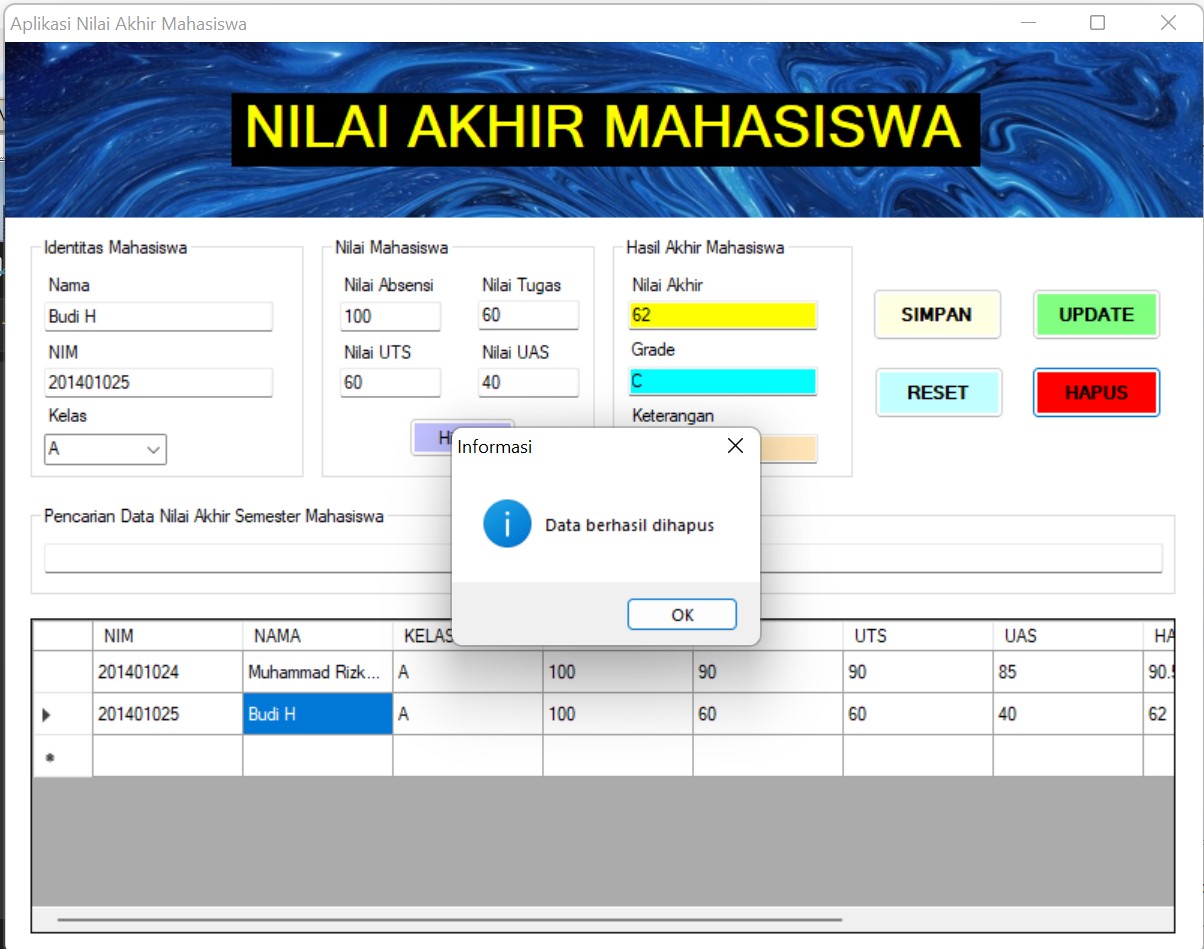 Aplikasi Nilai Akhir Mahasiswa
NILAI AKHIR MAHASISWA
Identitas Mahasiswa
Nama
Budi H
NIM
201401025
Kelas
A
Nilai Mahasiswa
Nilai Absensi Nilai Tugas
100 60
Nilai UTS Nilai UAS
60 40
Hasil Akhir Mahasiswa
Nilai Akhir
62
Grade
C
Keterangan
SIMPAN UPDATE
RESET HAPUS
Informasi
Data berhasil dihapus
OK
Pencarian Data Nilai Akhir Semester Mahasiswa
NIM NAMA KELAS UTS UAS HA
201401024 Muhammad Rizk... A 100 90 90 85 90.5
201401025 Budi H A 100 60 60 40 62